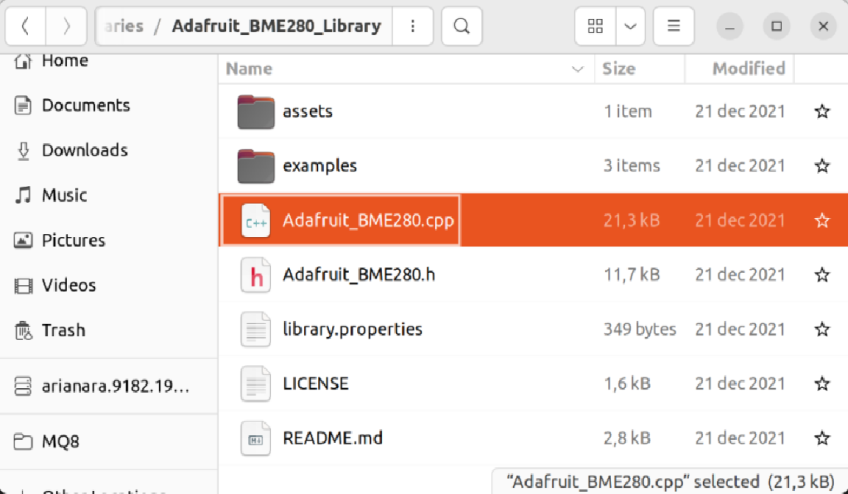 aries / Adafruit_BME280_Library
Home
Documents
Downloads
Music
Pictures
Videos
Trash
arianara.9182.19...
MQ8
Other Locations
Name Size Modified
assets 1 item 21 dec 2021
examples 3 items 21 dec 2021
C++ Adafruit_BME280.cpp 21,3 kB 21 dec 2021
h Adafruit_BME280.h 11,7 kB 21 dec 2021
library.properties 349 bytes 21 dec 2021
LICENSE 1,6 kB 21 dec 2021
README.md 2,8 kB 21 dec 2021
"Adafruit_BME280.cpp" selected (21,3 kB)